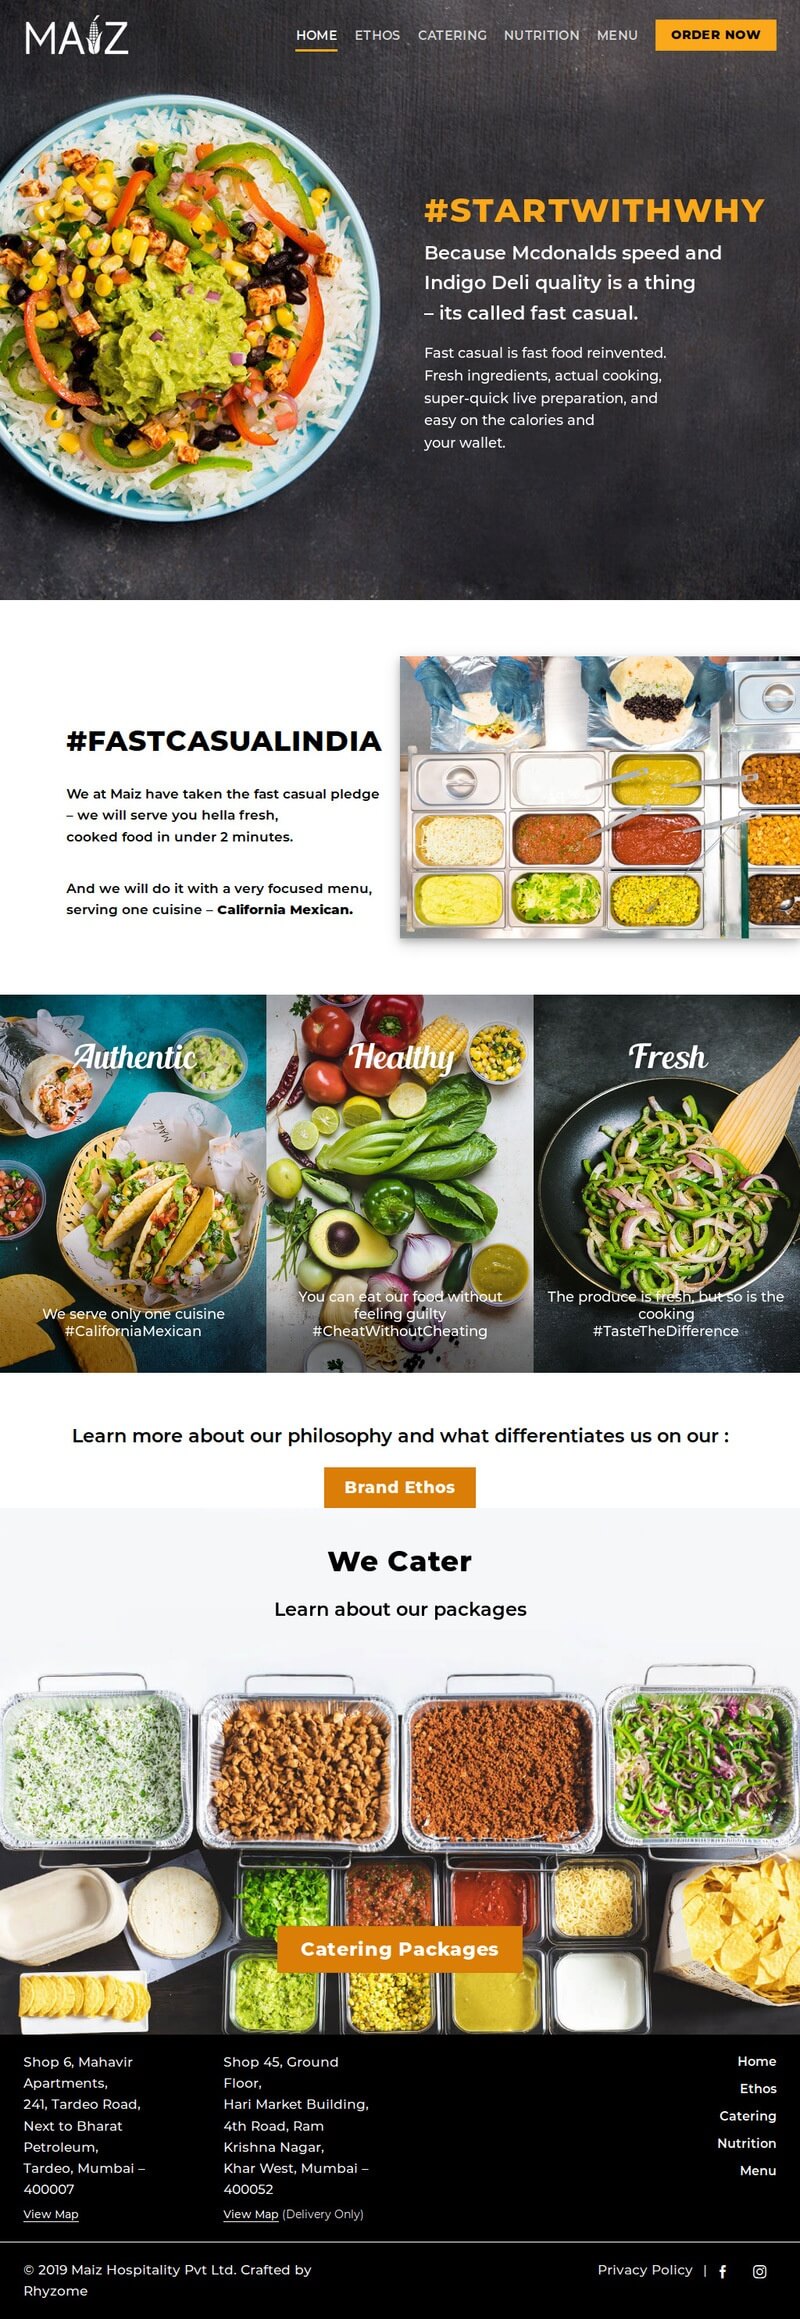 MAIZ
HOME ETHOS CATERING NUTRITION MENU ORDER NOW
#STARTWITHWHY
Because Mcdonalds speed and
Indigo Deli quality is a thing
– its called fast casual.
Fast casual is fast food reinvented.
Fresh ingredients, actual cooking,
super-quick live preparation, and
easy on the calories and
your wallet.
#FASTCASUALINDIA
We at Maiz have taken the fast casual pledge
– we will serve you hella fresh,
cooked food in under 2 minutes.
And we will do it with a very focused menu,
serving one cuisine – California Mexican.
Authentic
MAIZ
MAIZ
We serve only one cuisine
#CaliforniaMexican
Healthy
You can eat our food without
feeling guilty
#CheatWithoutCheating
Fresh
The produce is fresh, but so is the
cooking
#TasteTheDifference
Learn more about our philosophy and what differentiates us on our :
Brand Ethos
We Cater
Learn about our packages
Catering Packages
Shop 6, Mahavir
Apartments,
241, Tardeo Road,
Next to Bharat
Petroleum,
Tardeo, Mumbai –
400007
View Map
Shop 45, Ground
Floor,
Hari Market Building,
4th Road, Ram
Krishna Nagar,
Khar West, Mumbai –
400052
View Map (Delivery Only)
Home
Ethos
Catering
Nutrition
Menu
© 2019 Maiz Hospitality Pvt Ltd. Crafted by
Rhyzome
Privacy Policy |